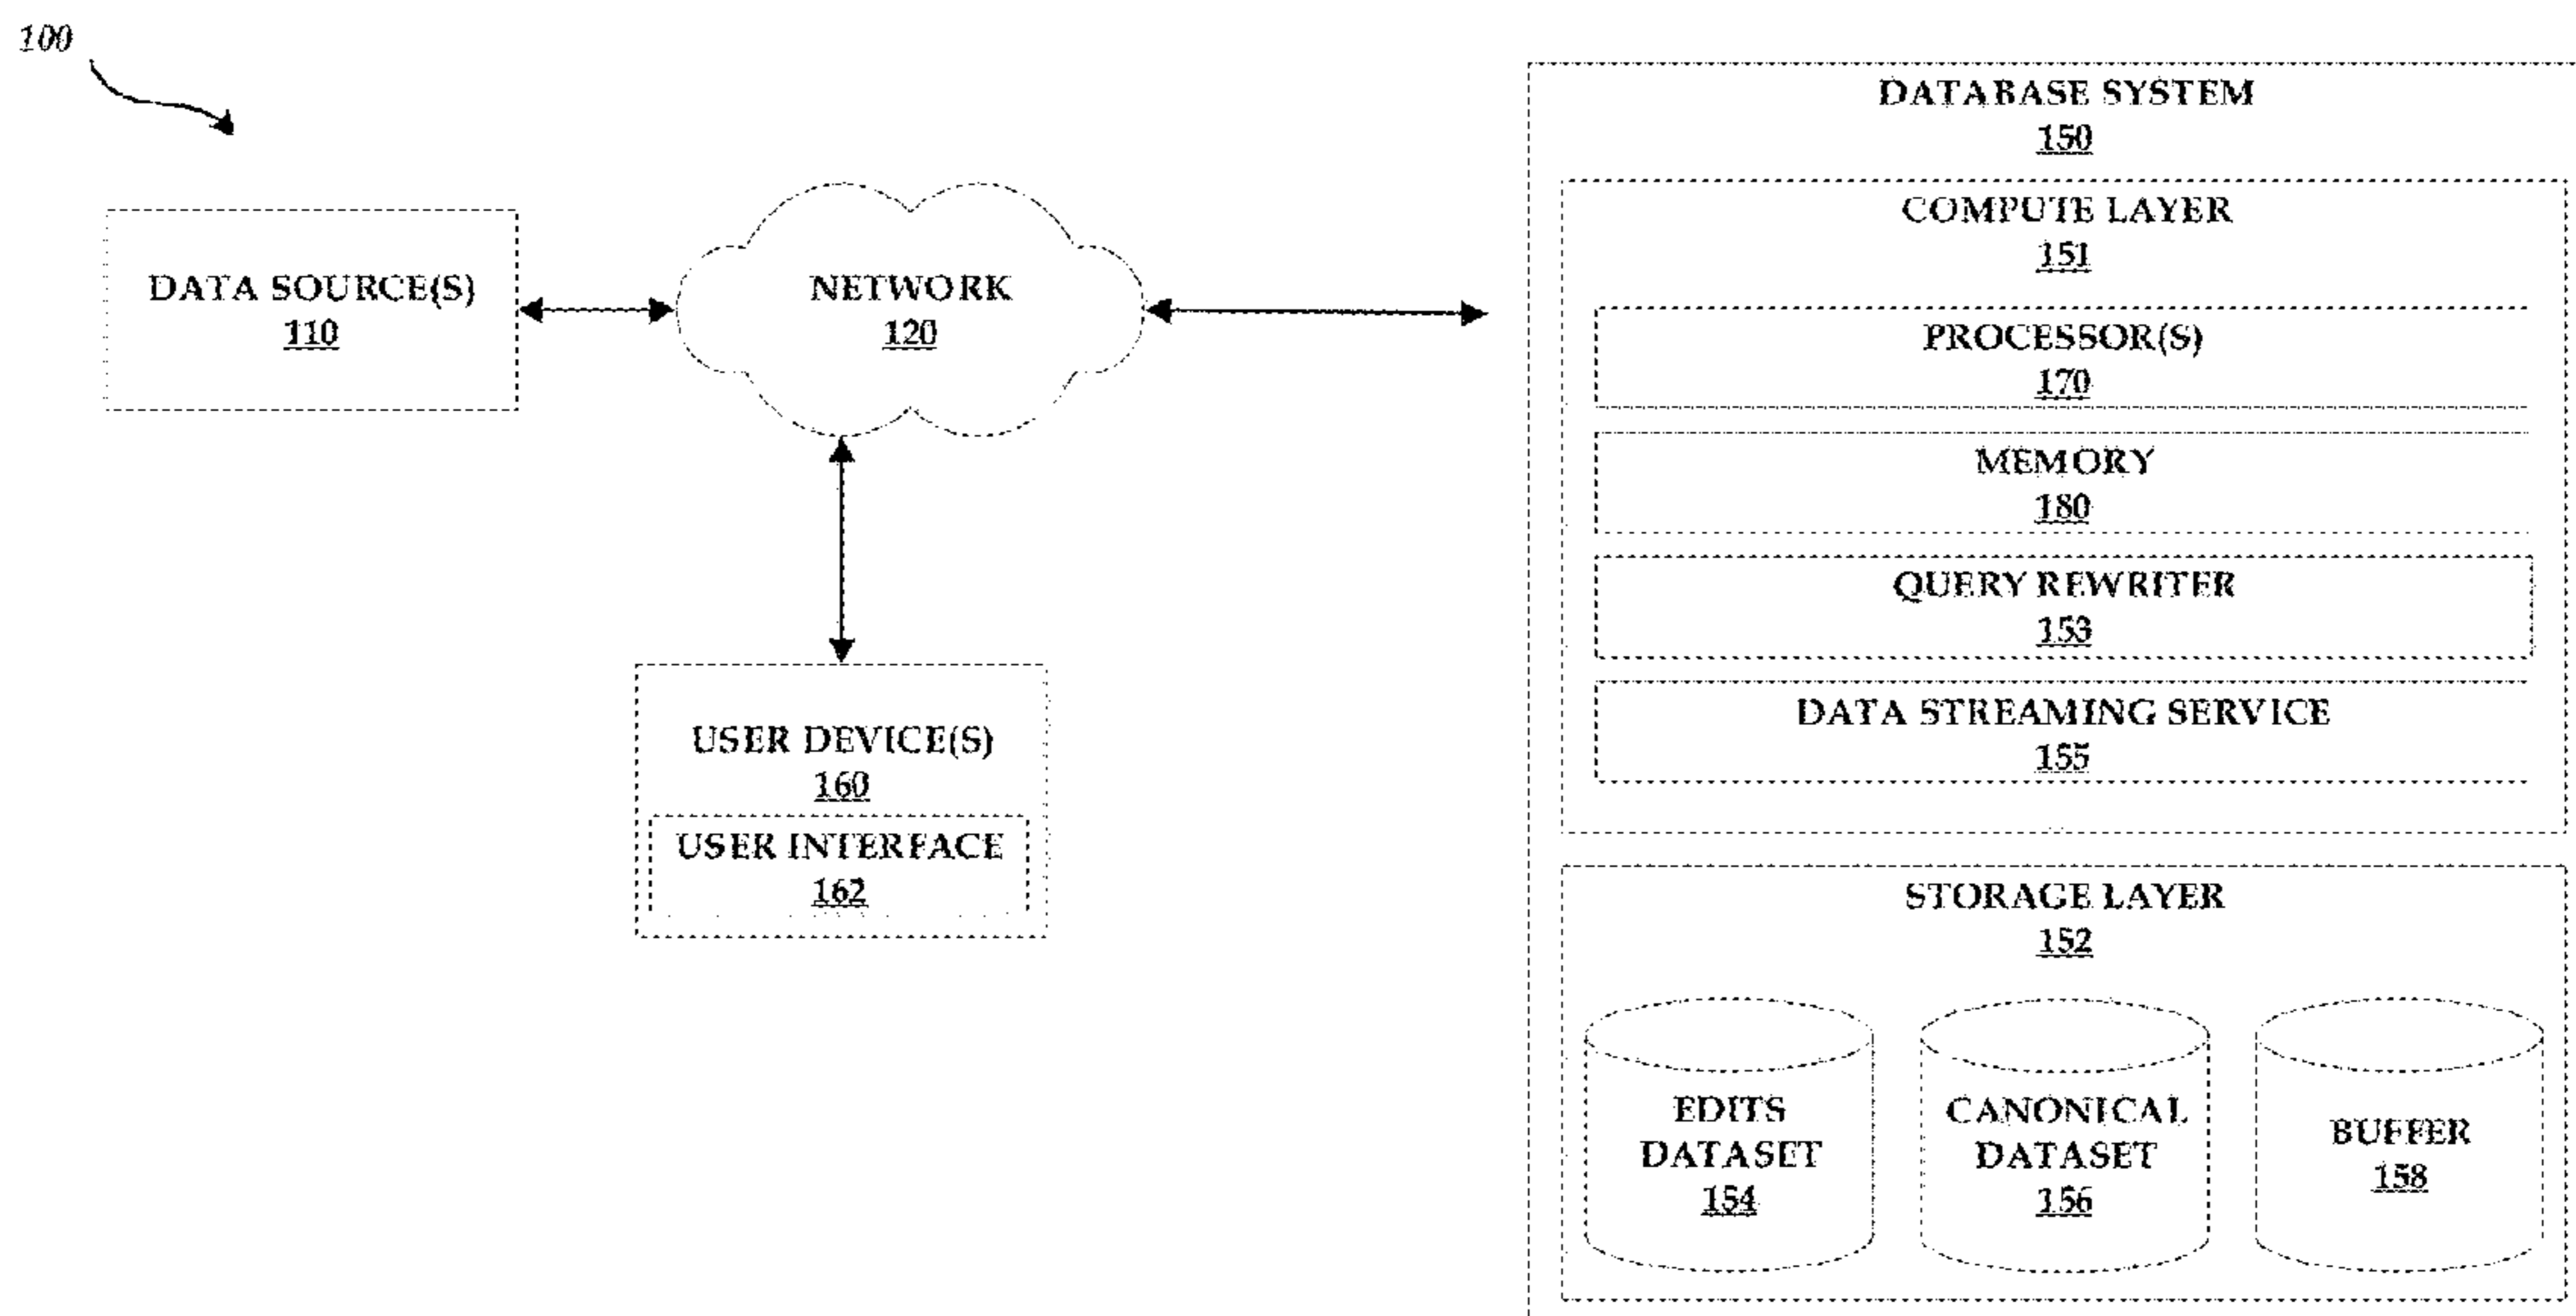 100
DATA SOURCE(S)
110
NETWORK
120
USER DEVICE(S)
160
USER INTERFACE
162
DATABASE SYSTEM
150
COMPUTE LAYER
151
PROCESSOR(S)
170
MEMORY
180
QUERY REWRITER
153
DATA STREAMING SERVICE
155
STORAGE LAYER
152
EDITS
DATASET
154
CANONICAL
DATASET
156
BUFFER
158